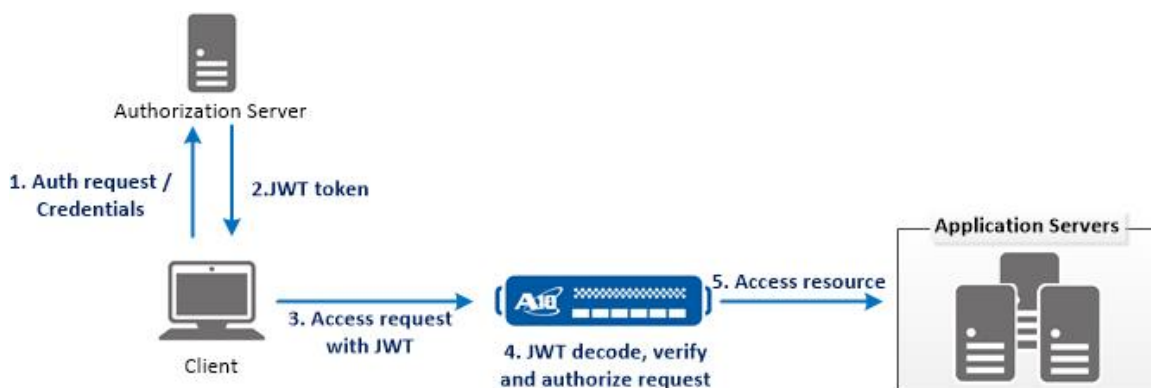 Authorization Server
1. Auth request /
Credentials
2.JWT token
Application Servers
5. Access resource
A10
3. Access request
with JWT
4. JWT decode, verify
and authorize request
Client